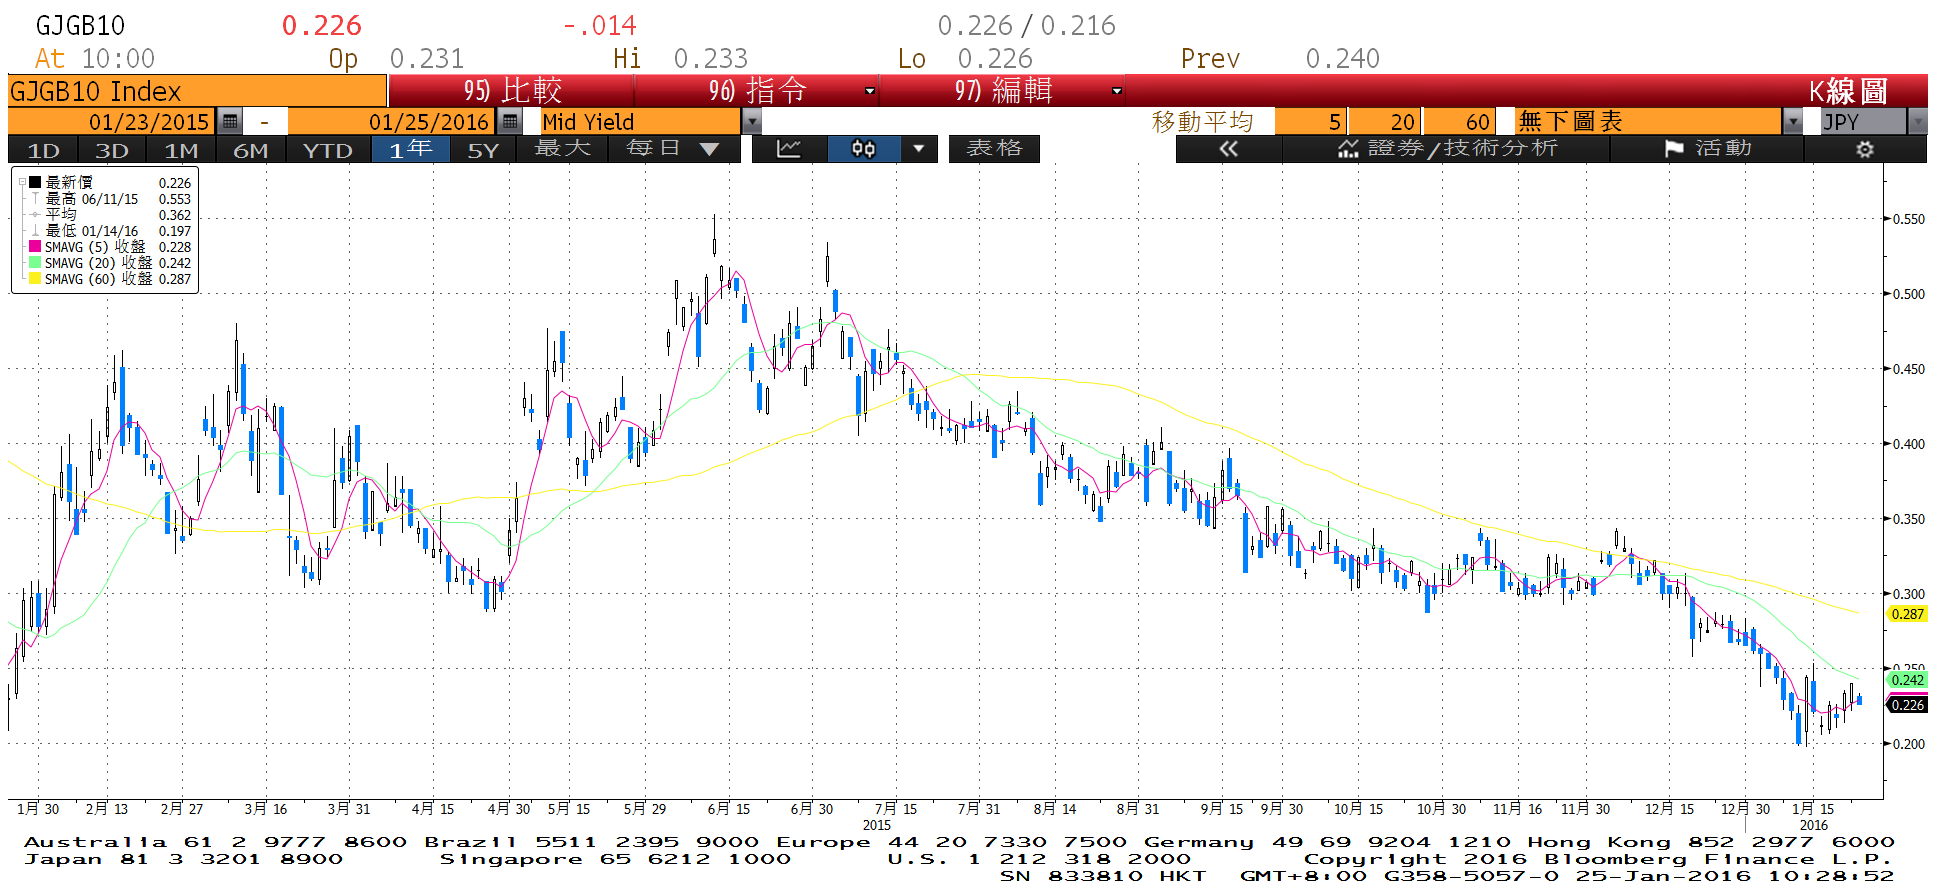 GJGB10 0.226 -.014 0.226 / 0.216
At 10:00 Op 0.231 Hi 0.233 Lo 0.226 Prev 0.240
GJGB10 Index 95) 比較 96) 指令 97) 編輯 K線圖
01/23/2015 - 01/25/2016 Mid Yield 移動平均 5 20 60 無下圖表 JPY
1D 3D 1M 6M YTD 1年 5Y 最大 每日 表格 « 證券/技術分析 活動
最新價 0.226
最高 06/11/15 0.553
平均 0.362
最低 01/14/16 0.197
SMAVG (5) 收盤 0.228
SMAVG (20) 收盤 0.242
SMAVG (60) 收盤 0.287
0.550
0.500
0.450
0.400
0.350
0.300
0.287
0.250
0.242
0.226
0.200
1月 30 2月 13 2月 27 3月 16 3月 31 4月 15 4月 30 5月 15 5月 29 6月 15 6月 30 7月 15 7月 31 8月 14 8月 31 9月 15 9月 30 10月 15 10月 30 11月 16 11月 30 12月 15 12月 30 1月 15
2015 2016
Australia 61 2 9777 8600 Brazil 5511 2395 9000 Europe 44 20 7330 7500 Germany 49 69 9204 1210 Hong Kong 852 2977 6000
Japan 81 3 3201 8900 Singapore 65 6212 1000 U.S. 1 212 318 2000 Copyright 2016 Bloomberg Finance L.P.
SN 833810 HKT GMT+8:00 G358-5057-0 25-Jan-2016 10:28:52